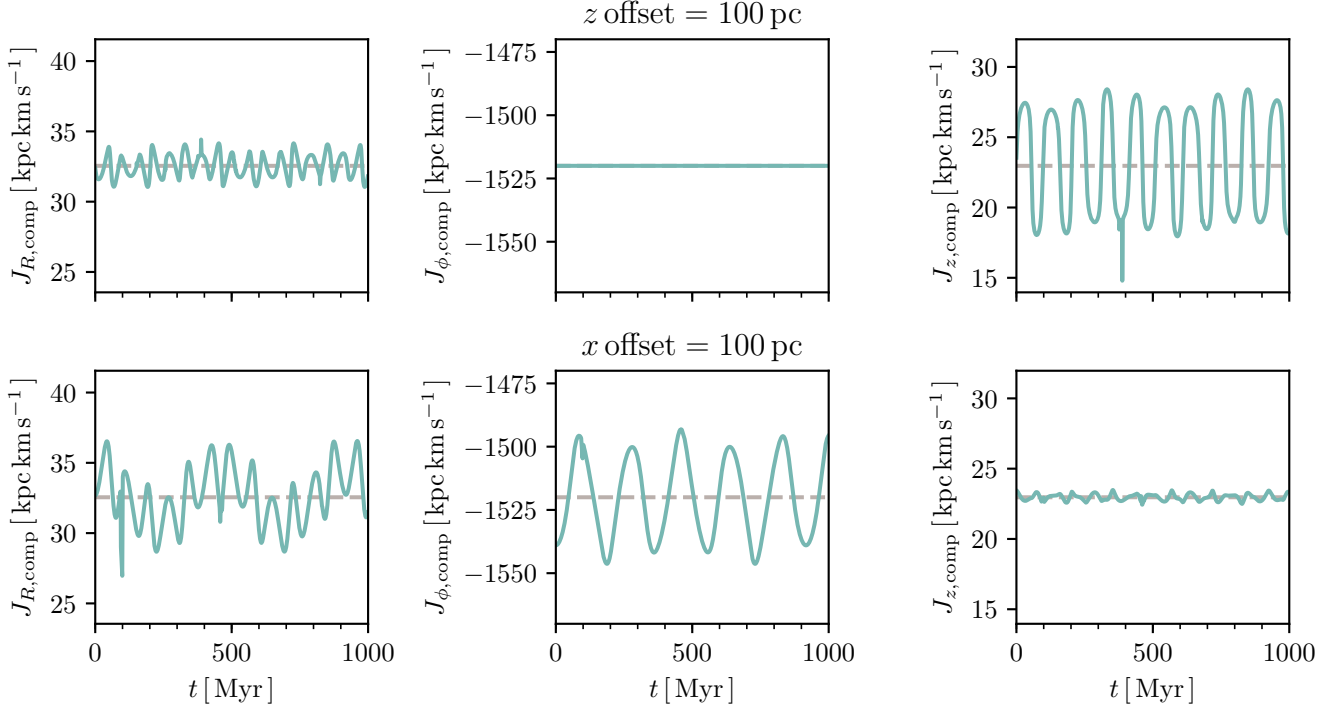 z offset = 100 pc
40
35
30
25
J_{R,comp} [kpc km s^{-1}]
−1475
−1500
−1525
−1550
J_{ϕ,comp} [kpc km s^{-1}]
30
25
20
15
J_{z,comp} [kpc km s^{-1}]
x offset = 100 pc
40
35
30
25
J_{R,comp} [kpc km s^{-1}]
0 500 1000
t [Myr]
−1475
−1500
−1525
−1550
J_{ϕ,comp} [kpc km s^{-1}]
0 500 1000
t [Myr]
30
25
20
15
J_{z,comp} [kpc km s^{-1}]
0 500 1000
t [Myr]